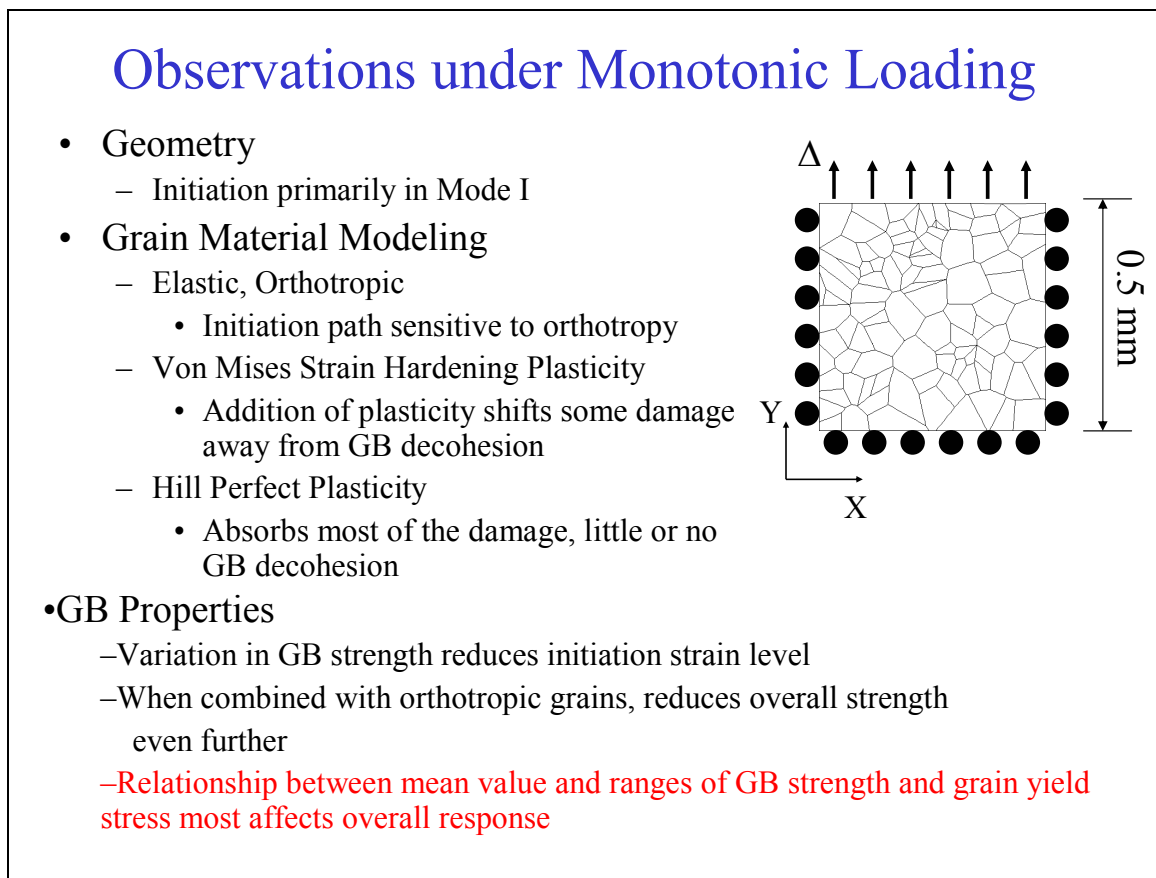 Observations under Monotonic Loading
• Geometry
– Initiation primarily in Mode I
• Grain Material Modeling
– Elastic, Orthotropic
• Initiation path sensitive to orthotropy
– Von Mises Strain Hardening Plasticity
• Addition of plasticity shifts some damage
away from GB decohesion
– Hill Perfect Plasticity
• Absorbs most of the damage, little or no
GB decohesion
•GB Properties
–Variation in GB strength reduces initiation strain level
–When combined with orthotropic grains, reduces overall strength
even further
–Relationship between mean value and ranges of GB strength and grain yield
stress most affects overall response
Δ
0.5 mm
Y
X